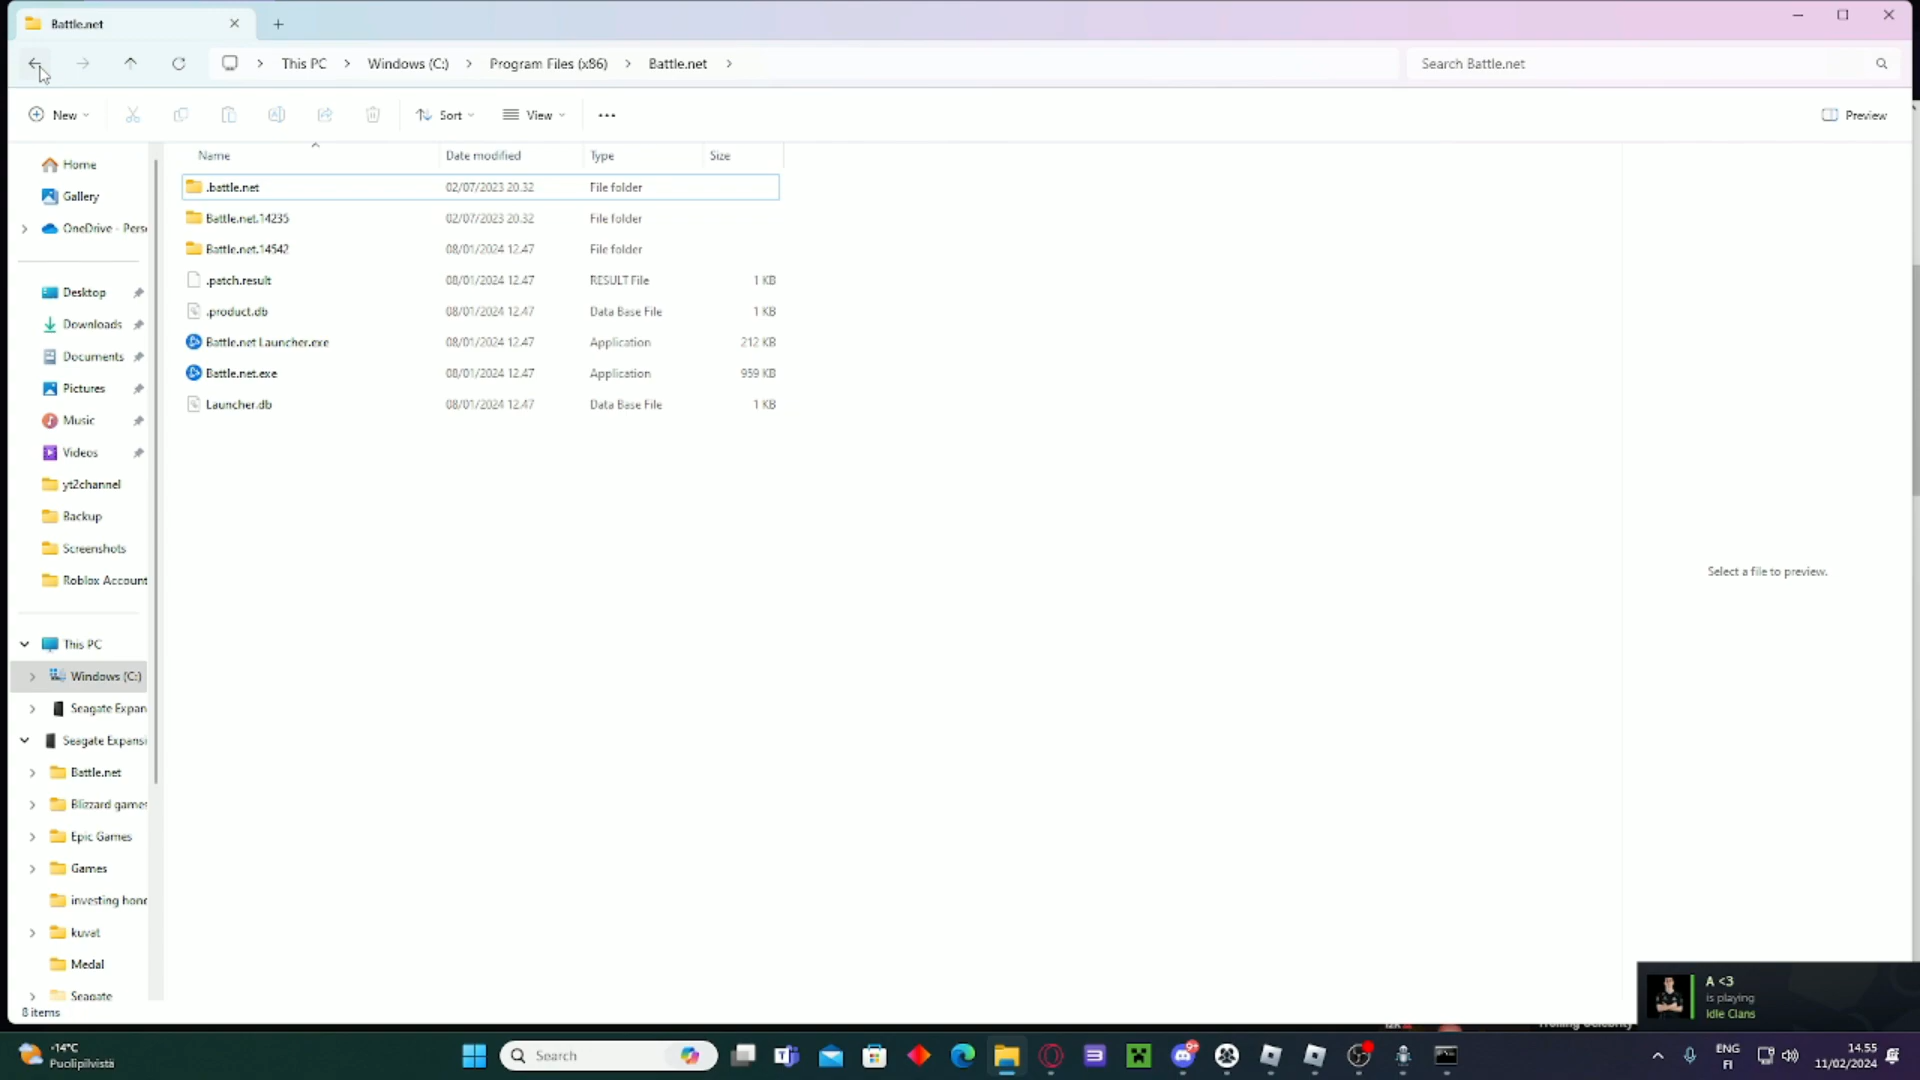 Battle.net
This PC > Windows (C:) > Program Files (x86) > Battle.net >
Search Battle.net
New
Sort
View
Preview
Name
Date modified
Type
Size
.battle.net 02/07/2023 20.32 File folder
Battle.net.14235 02/07/2023 20.32 File folder
Battle.net.14542 08/01/2024 12.47 File folder
.patch.result 08/01/2024 12.47 RESULT File 1 KB
.product.db 08/01/2024 12.47 Data Base File 1 KB
Battle.net Launcher.exe 08/01/2024 12.47 Application 212 KB
Battle.net.exe 08/01/2024 12.47 Application 959 KB
Launcher.db 08/01/2024 12.47 Data Base File 1 KB
Home
Gallery
OneDrive - Pers
Desktop
Downloads
Documents
Pictures
Music
Videos
yt2channel
Backup
Screenshots
Roblox Account
This PC
Windows (C:)
Seagate Expan
Seagate Expansi
Battle.net
Blizzard games
Epic Games
Games
investing hone
kuvat
Medal
Seagate
8 items
Select a file to preview.
A <3
is playing
Idle Clans
-14°C
Puolipilvistä
Search
9+
ENG
FI
14.55
11/02/2024